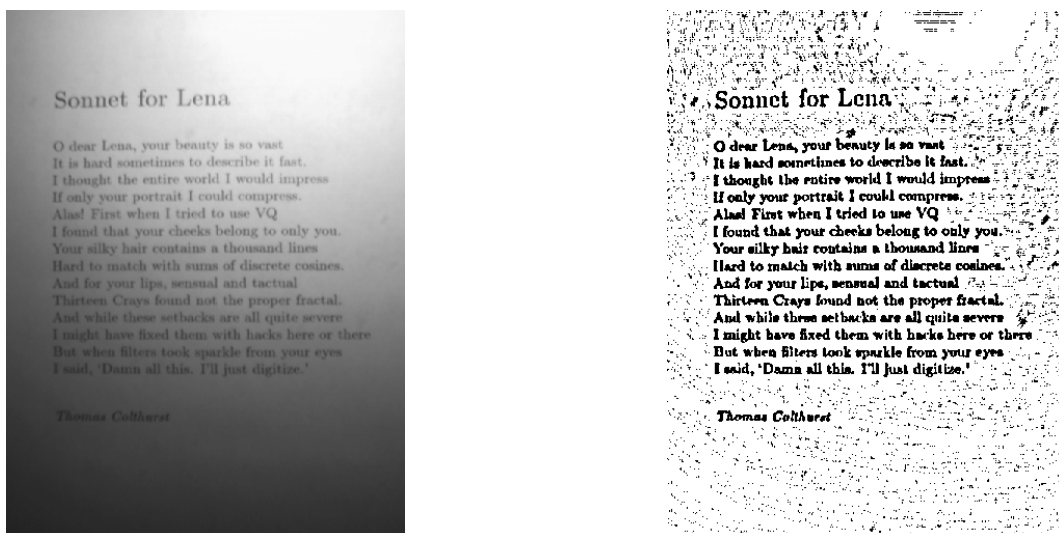 Sonnet for Lena
O dear Lena, your beauty is so vast
It is hard sometimes to describe it fast.
I thought the entire world I would impress
If only your portrait I could compress.
Alas! First when I tried to use VQ
I found that your cheeks belong to only you.
Your silky hair contains a thousand lines
Hard to match with sums of discrete cosines.
And for your lips, sensual and tactual
Thirteen Crays found not the proper fractal.
And while these setbacks are all quite severe
I might have fixed them with hacks here or there
But when filters took sparkle from your eyes
I said, 'Damn all this. I'll just digitize.'
Thomas Colthurst
Sonnet for Lena
O dear Lena, your beauty is so vast
It is hard sometimes to describe it fast.
I thought the entire world I would impress
If only your portrait I could compress.
Alas! First when I tried to use VQ
I found that your cheeks belong to only you.
Your silky hair contains a thousand lines
Hard to match with sums of discrete cosines.
And for your lips, sensual and tactual
Thirteen Crays found not the proper fractal.
And while these setbacks are all quite severe
I might have fixed them with hacks here or there
But when filters took sparkle from your eyes
I said, 'Damn all this. I'll just digitize.'
Thomas Colthurst